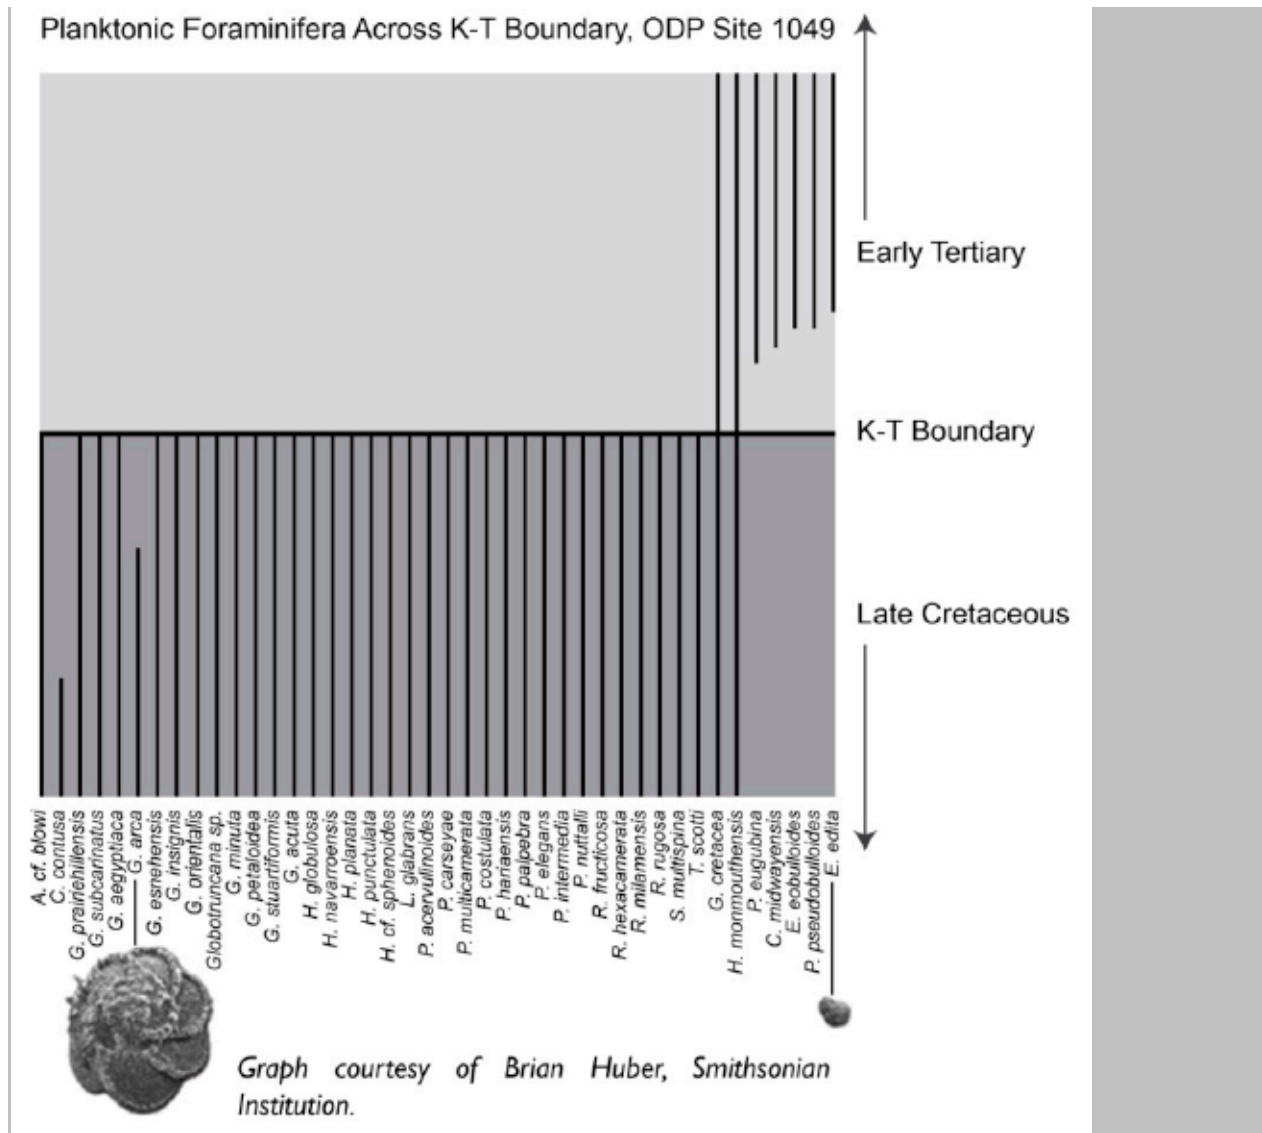 Planktonic Foraminifera Across K-T Boundary, ODP Site 1049
Early Tertiary
K-T Boundary
Late Cretaceous
A. cf. blowi
C. contusa
G. prairiehillensis
G. subcarinatus
G. aegyptiaca
G. arca
G. esnehensis
G. insignis
G. orientalis
Globotruncana sp.
G. minuta
G. petaloidea
G. stuartiformis
G. acuta
H. globulosa
H. navarroensis
H. planata
H. punctulata
H. cf. sphenoides
L. glabrans
P. acervulinoides
P. carseyae
P. multicamerata
P. costulata
P. hariaensis
P. palpebra
P. elegans
P. intermedia
P. nuttalli
R. fructicosa
R. hexacamerata
R. milamensis
R. rugosa
S. multispina
T. scotti
G. cretacea
H. monmouthensis
P. eugubina
C. midwayensis
E. eobulloides
P. pseudobulloides
E. edita
Graph courtesy of Brian Huber, Smithsonian
Institution.